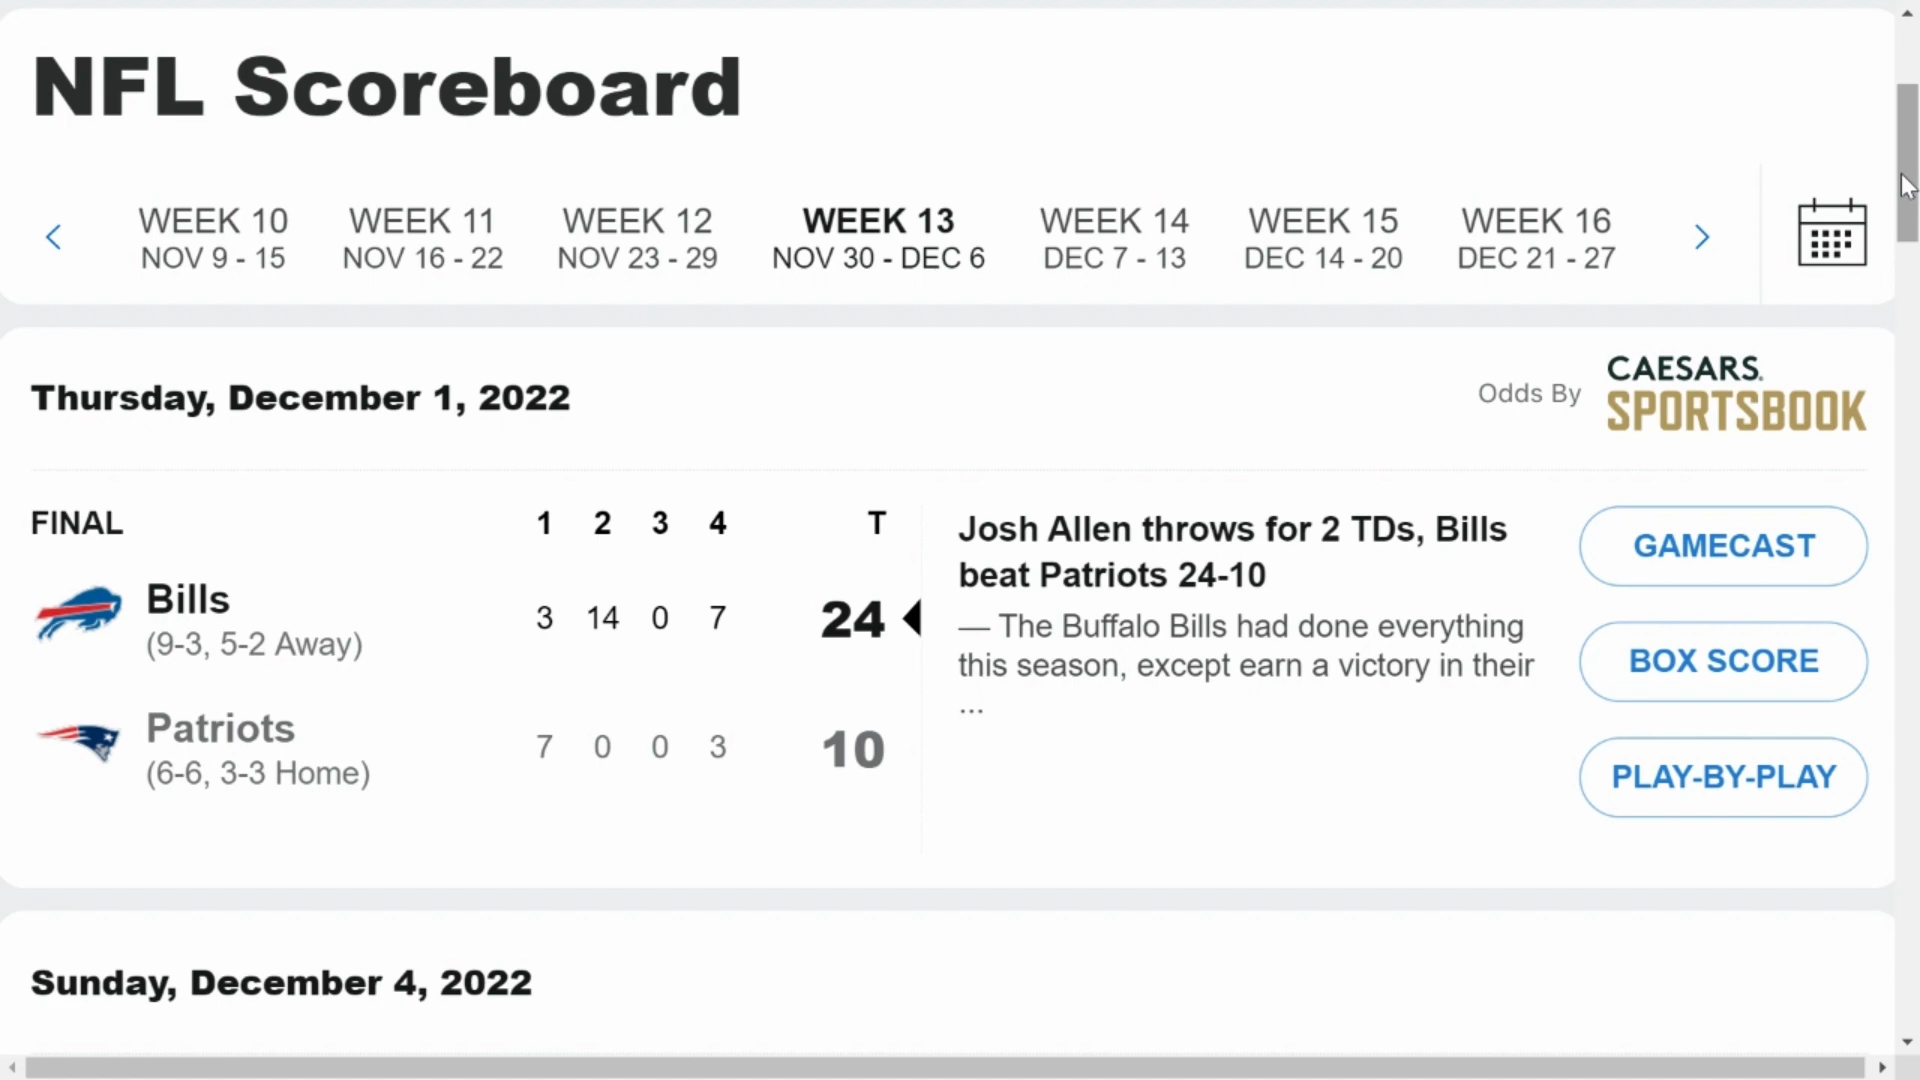 NFL Scoreboard
WEEK 10 WEEK 11 WEEK 12 WEEK 13 WEEK 14 WEEK 15 WEEK 16
NOV 9 - 15 NOV 16 - 22 NOV 23 - 29 NOV 30 - DEC 6 DEC 7 - 13 DEC 14 - 20 DEC 21 - 27
Thursday, December 1, 2022
Odds By CAESARS.
SPORTSBOOK
FINAL 1 2 3 4 T
Bills 3 14 0 7 24
(9-3, 5-2 Away)
Patriots 7 0 0 3 10
(6-6, 3-3 Home)
Josh Allen throws for 2 TDs, Bills
beat Patriots 24-10
— The Buffalo Bills had done everything
this season, except earn a victory in their
...
GAMECAST
BOX SCORE
PLAY-BY-PLAY
Sunday, December 4, 2022